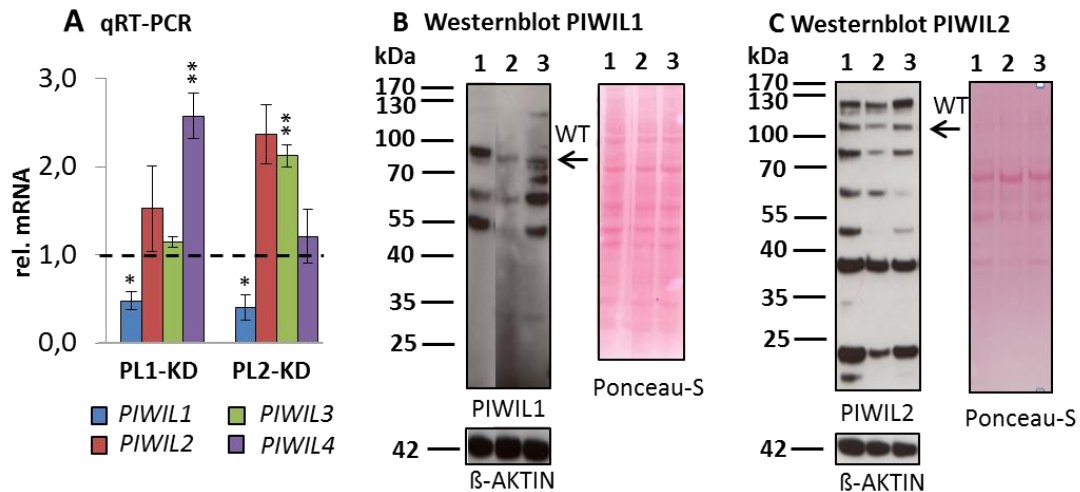 A qRT-PCR
rel. mRNA
3,0
2,0
1,0
0,0
**
**
*
*
PL1-KD PL2-KD
PIWIL1 PIWIL3
PIWIL2 PIWIL4
B Westernblot PIWIL1
kDa
1 2 3 1 2 3
170
130
100
70
55
40
35
25
WT
PIWIL1
Ponceau-S
42
ß-AKTIN
C Westernblot PIWIL2
kDa
1 2 3 1 2 3
170
130
100
70
55
40
35
25
WT
PIWIL2
Ponceau-S
42
ß-AKTIN